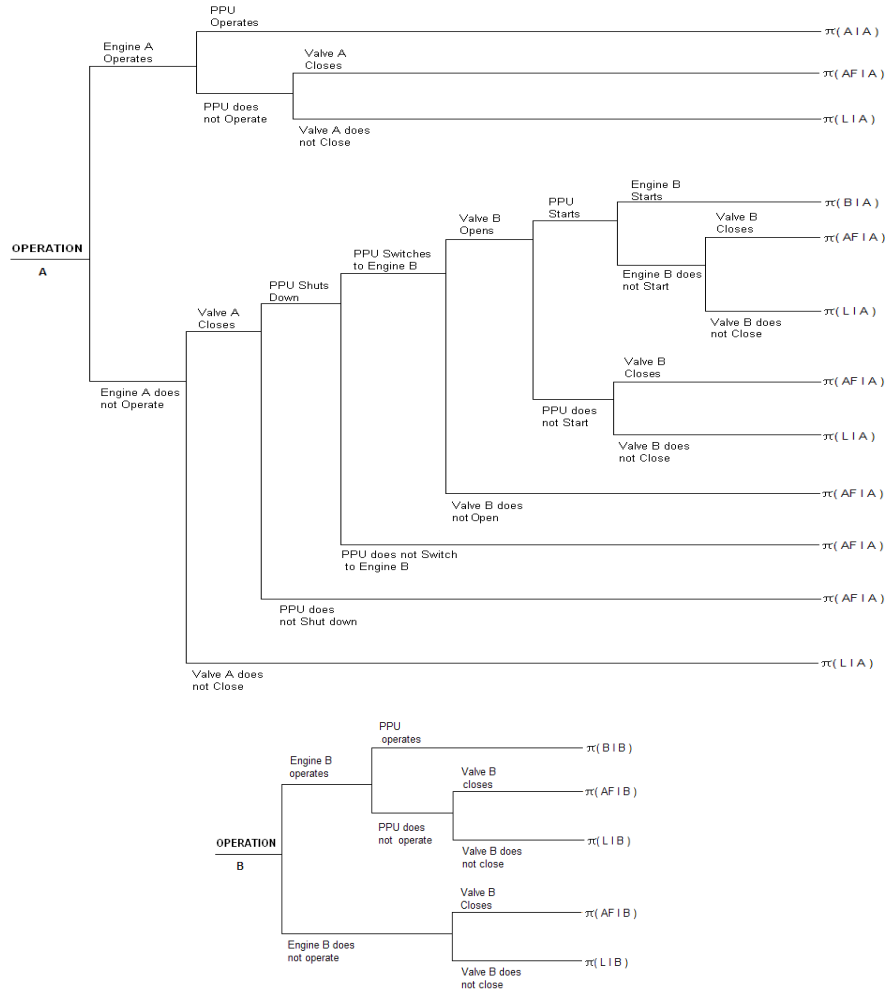 PPU
Operates
π( A I A )
Engine A
Operates
Valve A
Closes
π( AF I A )
PPU does
not Operate
π( L I A )
Valve A does
not Close
Engine B
Starts
π( B I A )
PPU
Starts
Valve B
Opens
Valve B
Closes
π( AF I A )
OPERATION
A
PPU Switches
to Engine B
Engine B does
not Start
PPU Shuts
Down
Valve A
Closes
π( L I A )
Valve B does
not Close
Valve B
Closes
π( AF I A )
Engine A does
not Operate
PPU does
not Start
π( L I A )
Valve B does
not Close
π( AF I A )
Valve B does
not Open
π( AF I A )
PPU does not Switch
to Engine B
π( AF I A )
PPU does
not Shut down
π( L I A )
Valve A does
not Close
PPU
operates
π( B I B )
Engine B
operates
Valve B
closes
π( AF I B )
PPU does
not operate
π( L I B )
OPERATION
B
Valve B does
not close
Valve B
Closes
π( AF I B )
Engine B does
not operate
π( L I B )
Valve B does
not close